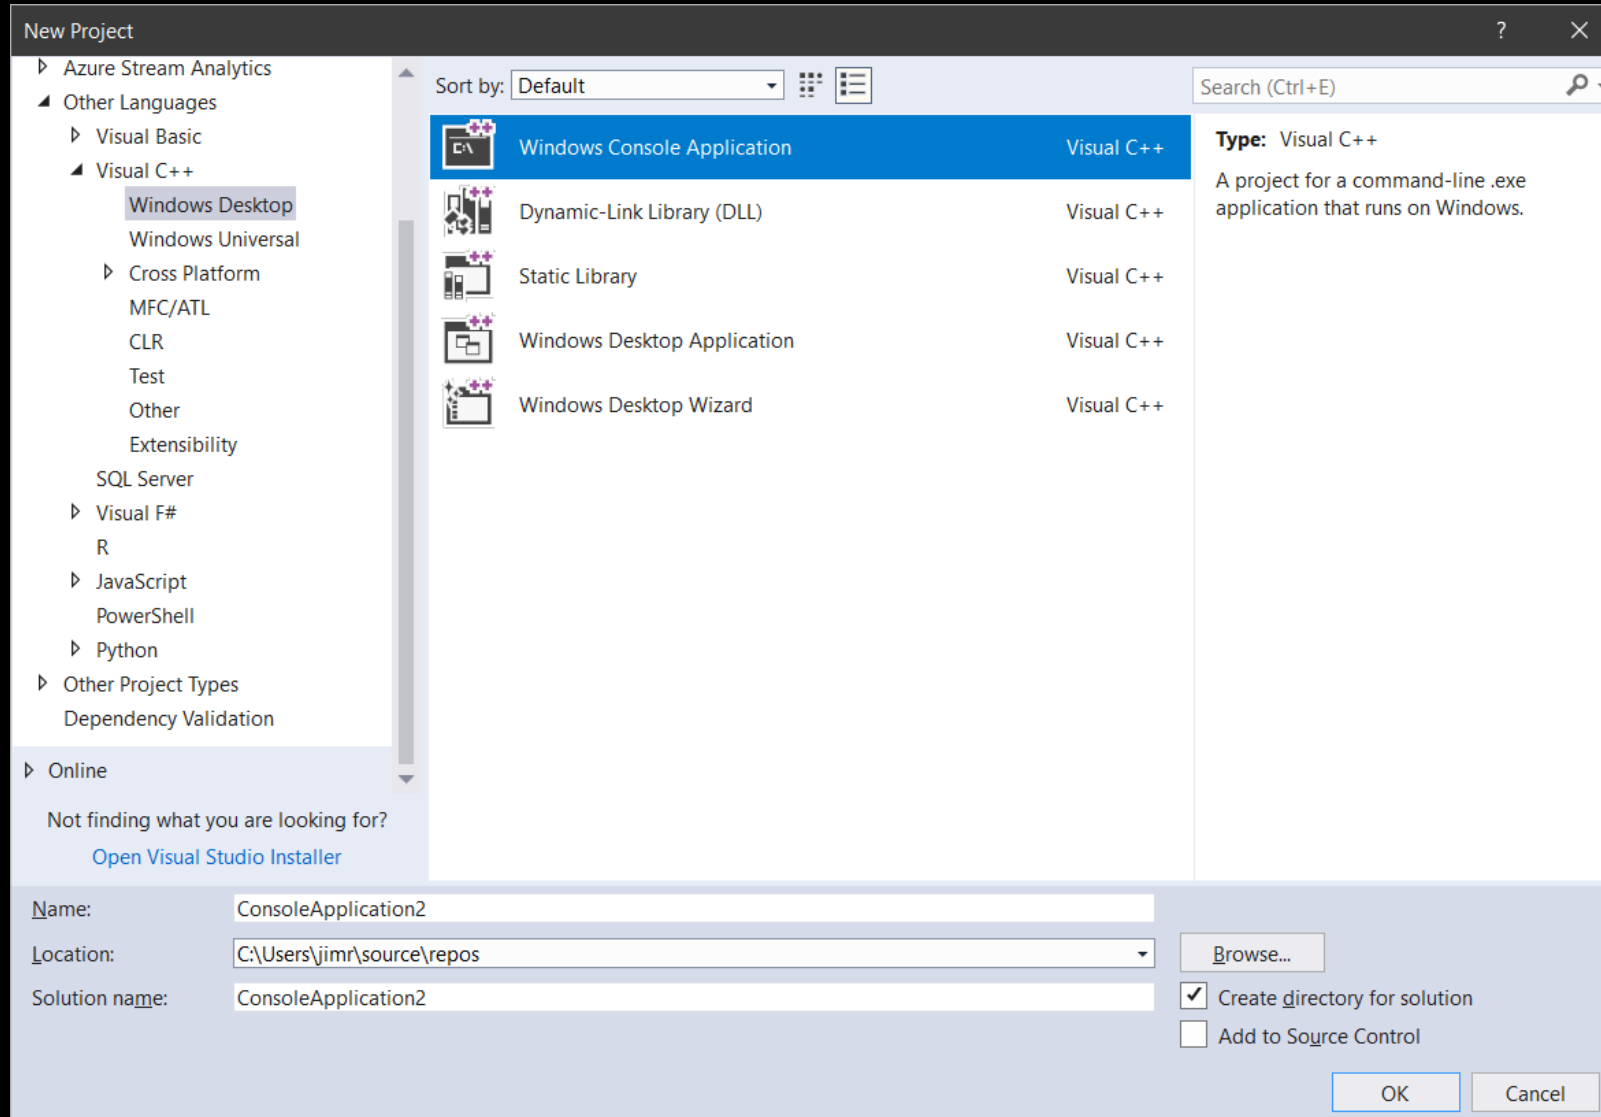 New Project
?
Azure Stream Analytics
Other Languages
Visual Basic
Visual C++
Windows Desktop
Windows Universal
Cross Platform
MFC/ATL
CLR
Test
Other
Extensibility
SQL Server
Visual F#
R
JavaScript
PowerShell
Python
Other Project Types
Dependency Validation
Online
Not finding what you are looking for?
Open Visual Studio Installer
Sort by: Default
C:\ Windows Console Application Visual C++
Dynamic-Link Library (DLL) Visual C++
Static Library Visual C++
Windows Desktop Application Visual C++
Windows Desktop Wizard Visual C++
Search (Ctrl+E)
Type: Visual C++
A project for a command-line .exe
application that runs on Windows.
Name: ConsoleApplication2
Location: C:\Users\jimr\source\repos
Browse...
Solution name: ConsoleApplication2
Create directory for solution
Add to Source Control
OK Cancel